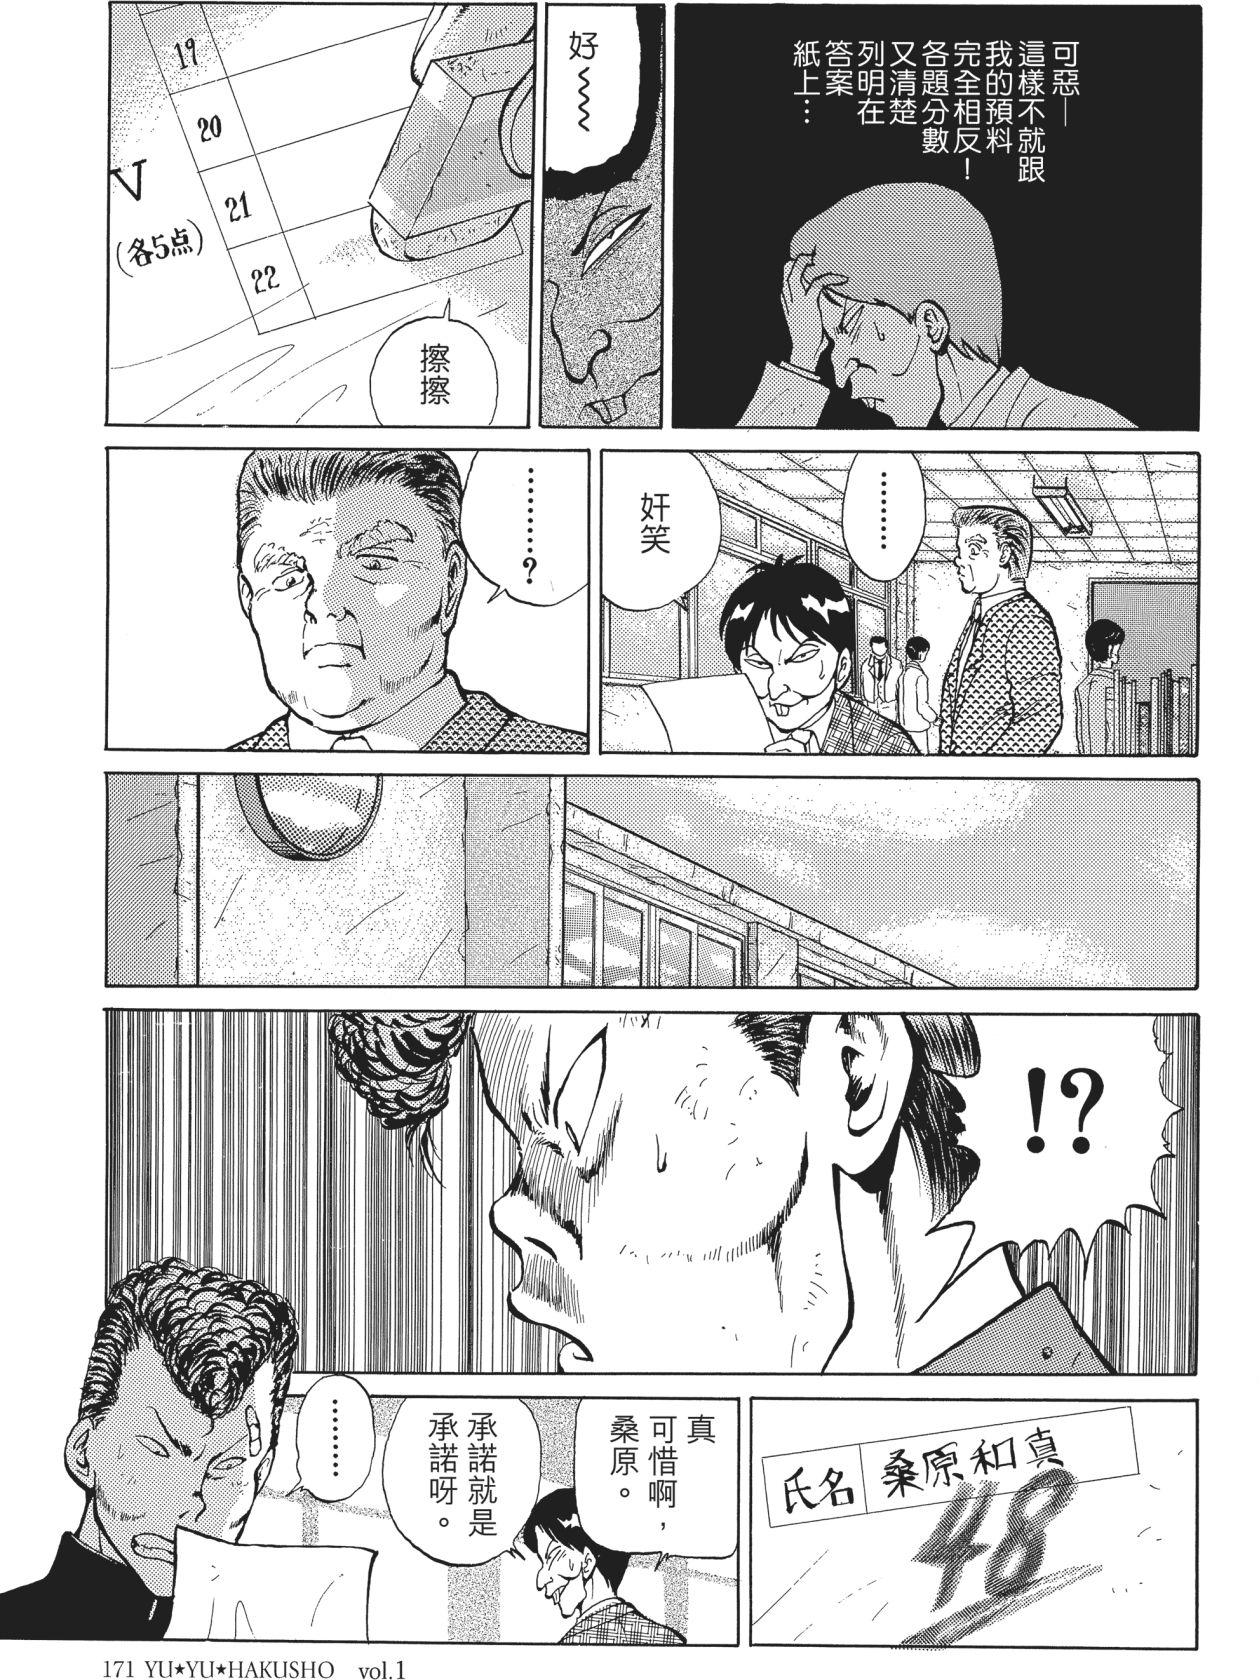 可惡—
這樣不就跟
我的預料
完全相反！
各題分數
又清楚
列明在
答案
紙上…
好
19
20
21
22
V
(各5点)
擦擦
………
奸笑
………?
!?
氏名
桑原和真
48
真
可惜啊，
桑原。
承諾就是
承諾呀。
………
171 YU★YU★HAKUSHO vol.1